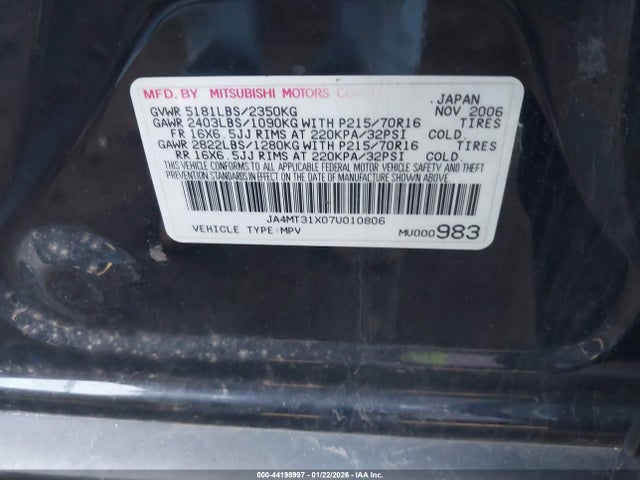 MFD. BY MITSUBISHI MOTORS CORPORATION, JAPAN
GVWR 5181LBS/2350KG NOV 2006
GAWR 2403LBS/1090KG WITH P215/70R16 TIRES
FR 16X6.5JJ RIMS AT 220KPA/32PSI COLD.
GAWR 2822LBS/1280KG WITH P215/70R16 TIRES
RR 16X6.5JJ RIMS AT 220KPA/32PSI COLD.
THIS VEHICLE CONFORMS TO ALL APPLICABLE FEDERAL MOTOR VEHICLE SAFETY AND THEFT
PREVENTION STANDARDS IN EFFECT ON THE DATE OF MANUFACTURE SHOWN ABOVE.
JA4MT31X07U010806
VEHICLE TYPE:MPV MU000983
000-44198997 - 01/22/2026 - IAA Inc.